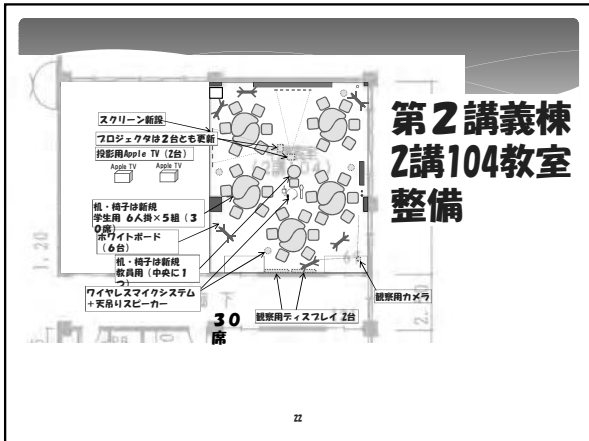 第2講義棟
2講104教室
整備
スクリーン新設
プロジェクタは2台とも更新
投影用Apple TV（2台）
Apple TV
Apple TV
机・椅子は新規
学生用 6人掛×5組（3
0席）
ホワイトボード
（6台）
机・椅子は新規
教員用（中央に1
つ）
ワイヤレスマイクシステム
＋天吊りスピーカー
30
席
観察用ディスプレイ 2台
観察用カメラ
1.20
下
22